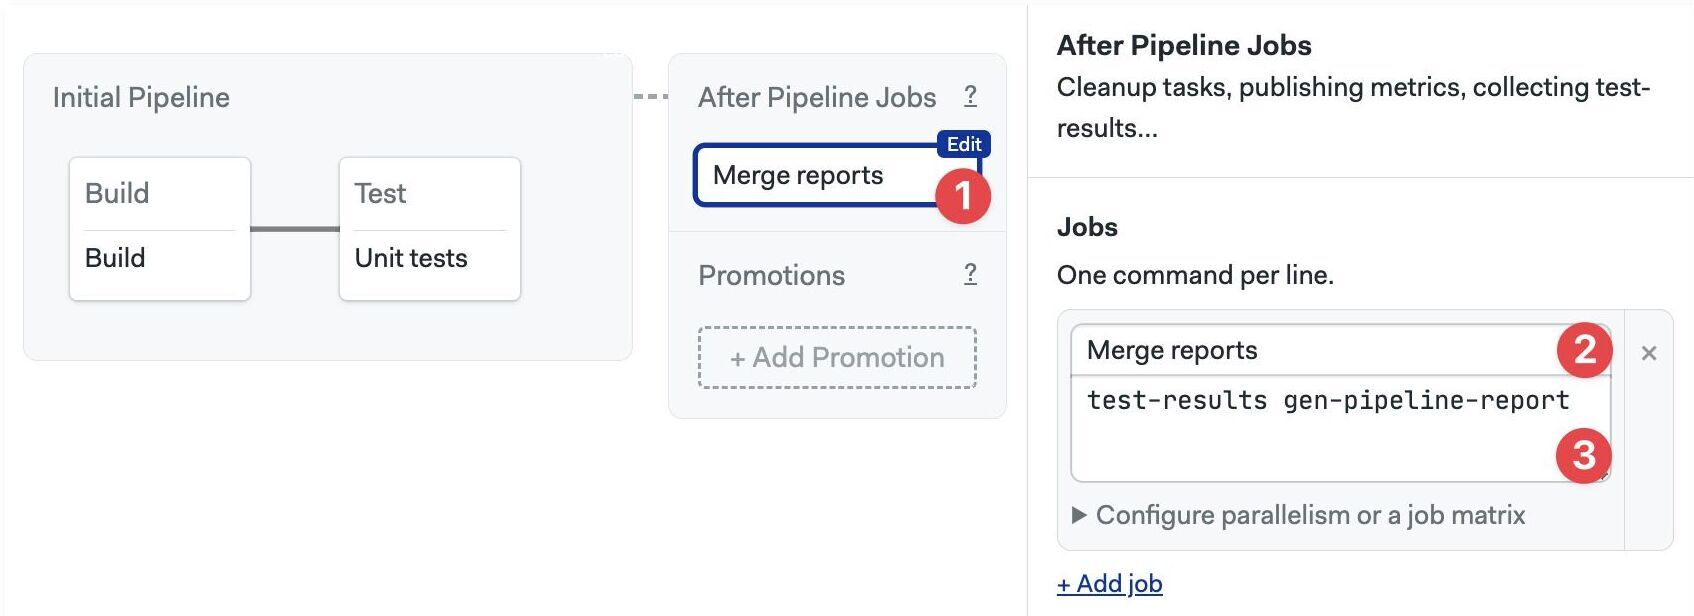 Initial Pipeline
Build
Build
Test
Unit tests
After Pipeline Jobs ?
Edit
Merge reports
1
Promotions ?
+ Add Promotion
After Pipeline Jobs
Cleanup tasks, publishing metrics, collecting test-
results...
Jobs
One command per line.
Merge reports
2
×
test-results gen-pipeline-report
3
▶ Configure parallelism or a job matrix
+ Add job